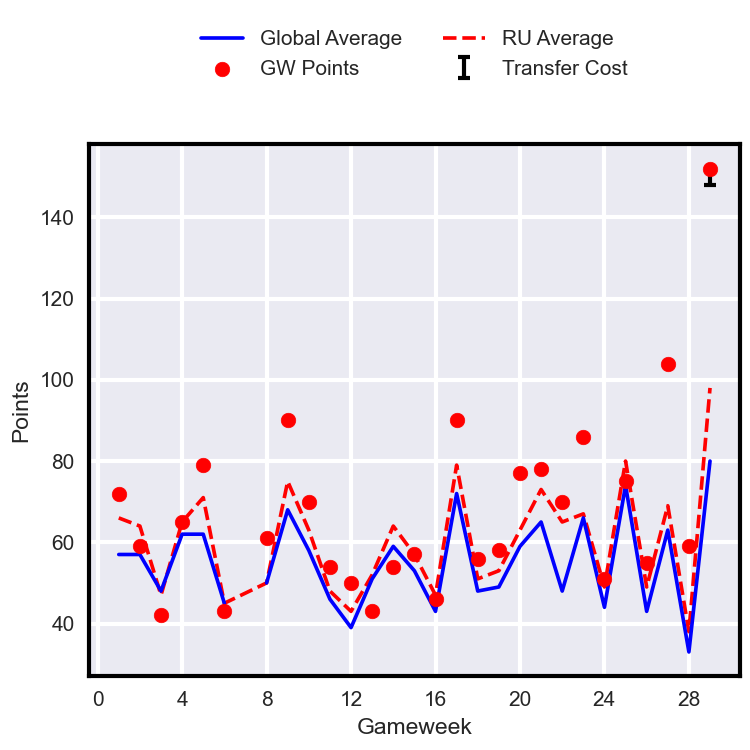 Global Average
RU Average
GW Points
Transfer Cost
140
120
100
80
60
40
Points
0 4 8 12 16 20 24 28
Gameweek